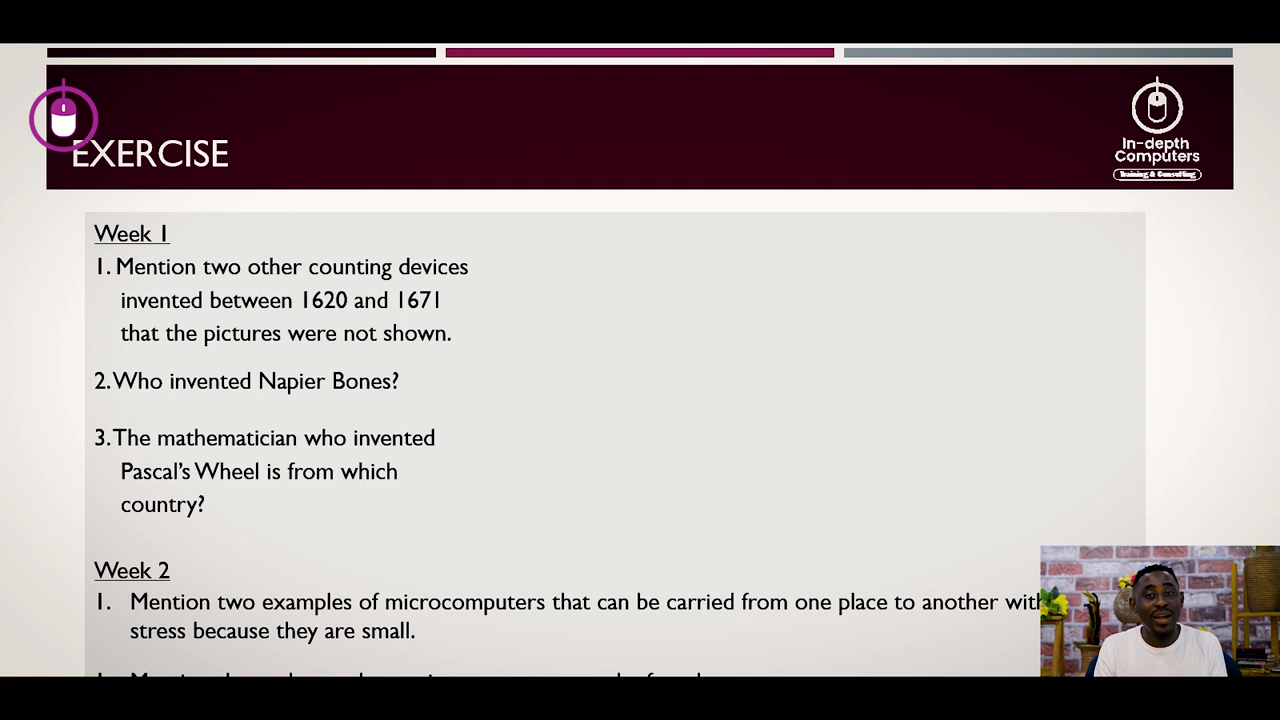 EXERCISE
In-depth
Computers
Training & Consulting
Week 1
1. Mention two other counting devices
invented between 1620 and 1671
that the pictures were not shown.
2. Who invented Napier Bones?
3. The mathematician who invented
Pascal's Wheel is from which
country?
Week 2
1. Mention two examples of microcomputers that can be carried from one place to another
stress because they are small.